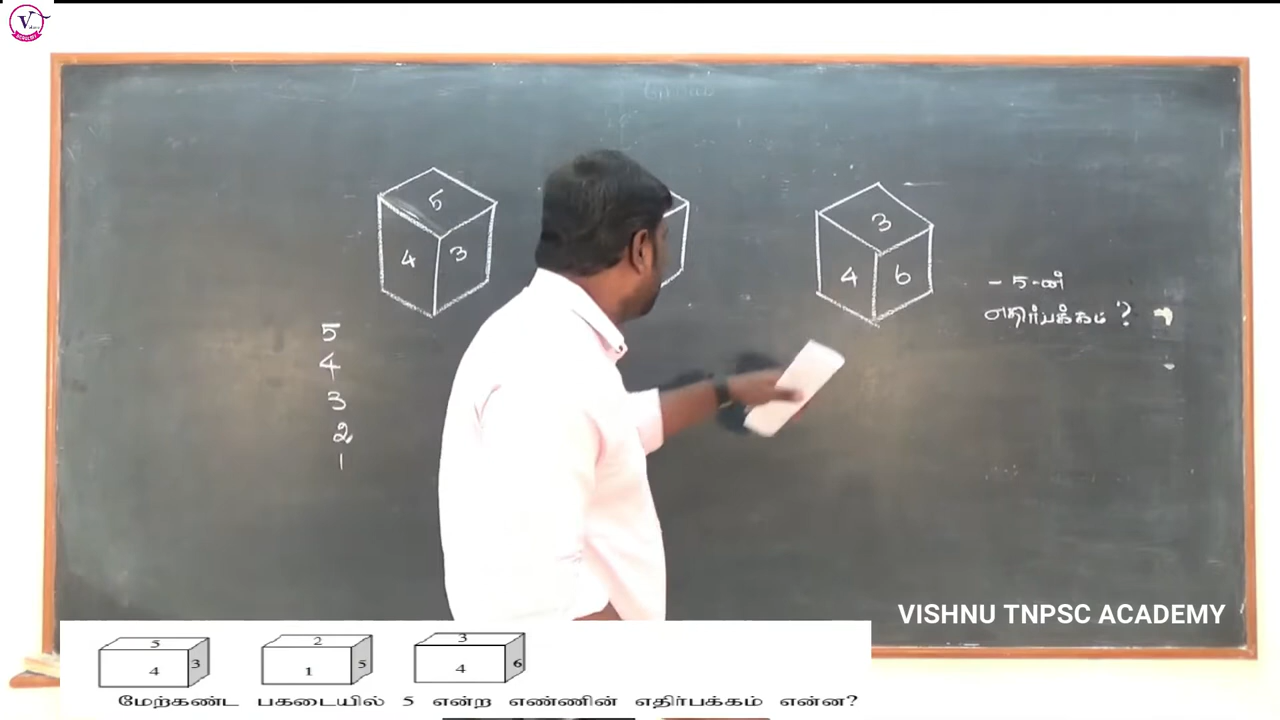 5
4 3
3
4 6
- 5-ன்
எதிர்பக்கம் ?
5
4
3
2
1
VISHNU TNPSC ACADEMY
5 2 3
4 3 1 5 4 6
மேற்கண்ட பகடையில் 5 என்ற எண்ணின் எதிர்பக்கம் என்ன?